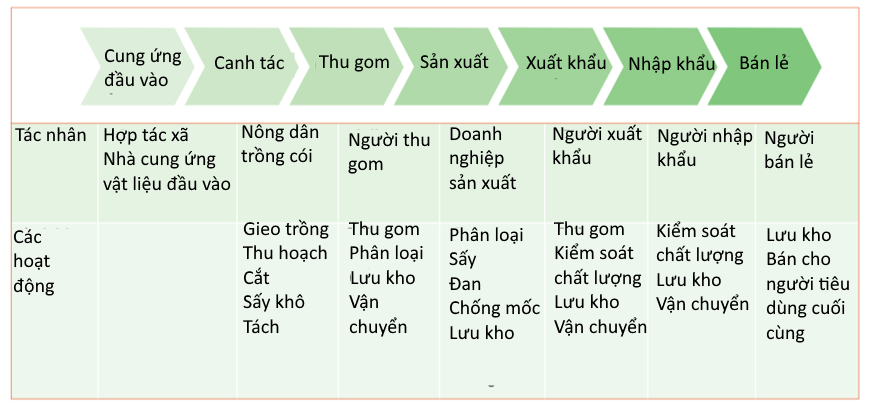 Cung ứng
đầu vào
Canh tác
Thu gom
Sản xuất
Xuất khẩu
Nhập khẩu
Bán lẻ
Tác nhân
Hợp tác xã
Nhà cung ứng
vật liệu đầu vào
Nông dân
trồng cói
Người thu
gom
Doanh
nghiệp
sản xuất
Người xuất
khẩu
Người nhập
khẩu
Người
bán lẻ
Các
hoạt
động
Gieo trồng
Thu hoạch
Cắt
Sấy khô
Tách
Thu gom
Phân loại
Lưu kho
Vận
chuyển
Phân loại
Sấy
Đan
Chống mốc
Lưu kho
Thu gom
Kiểm soát
chất lượng
Lưu kho
Vận chuyển
Kiểm soát
chất lượng
Lưu kho
Vận chuyển
Lưu kho
Bán cho
người tiêu
dùng cuối
cùng